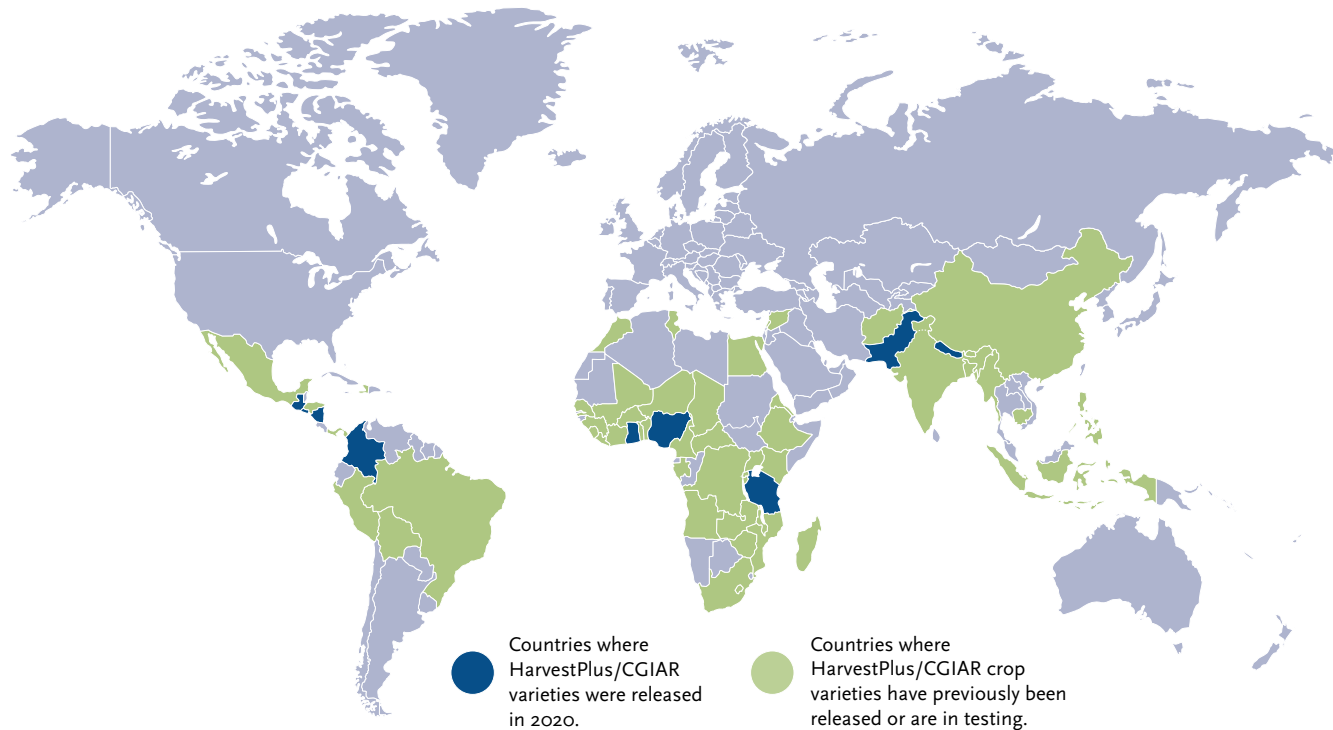 Countries where
HarvestPlus/CGIAR
varieties were released
in 2020.
Countries where
HarvestPlus/CGIAR crop
varieties have previously been
released or are in testing.